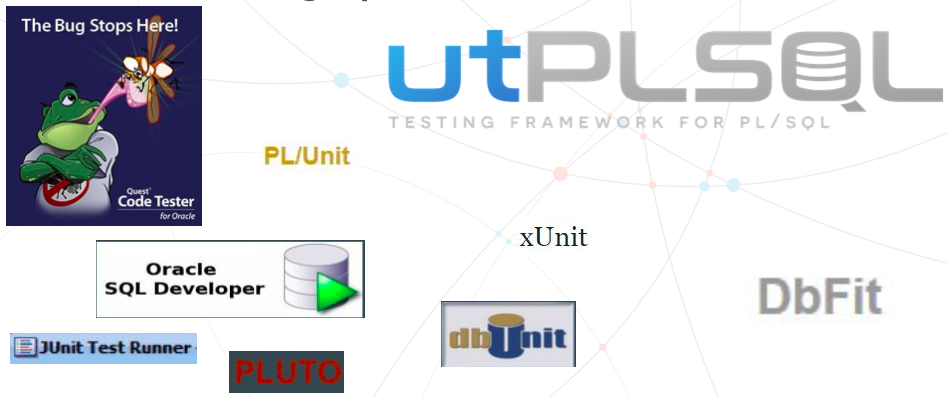 The Bug Stops Here!
utPLSQL
TESTING FRAMEWORK FOR PL/SQL
PL/Unit
Quest®
Code Tester
for Oracle
xUnit
Oracle
SQL Developer
DbFit
dbUnit
JUnit Test Runner
PLUTO